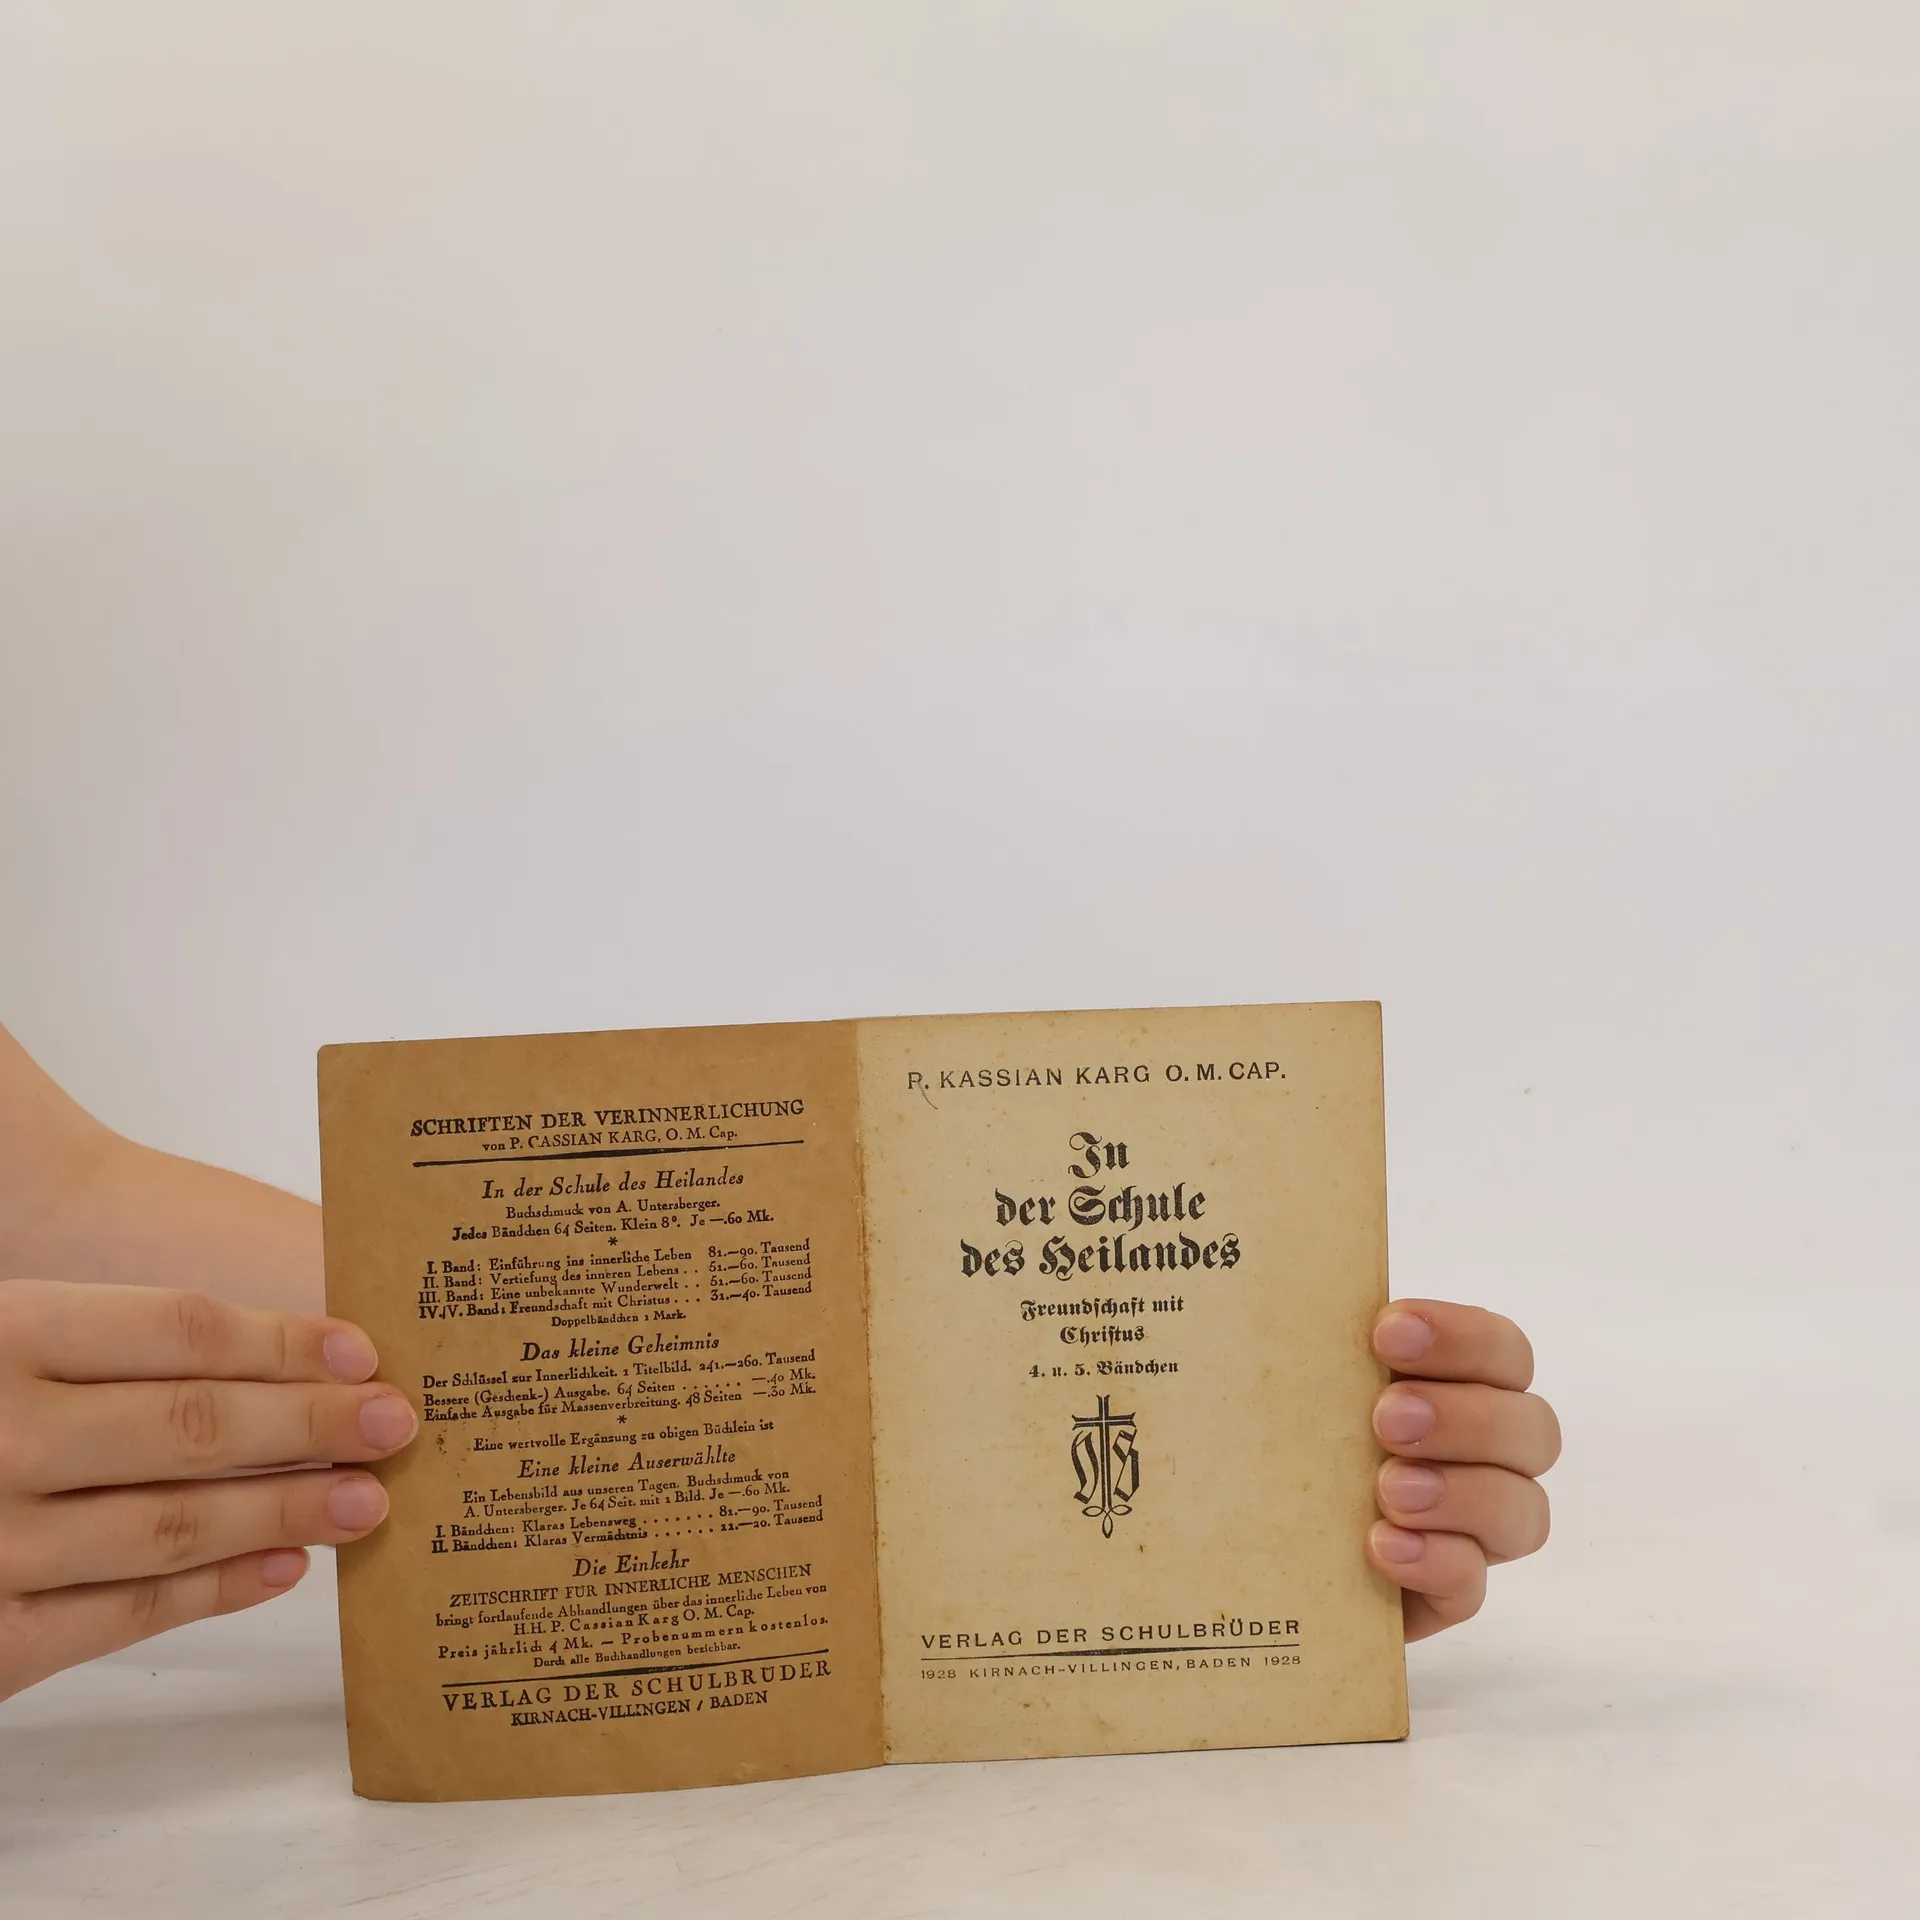 SCHRIFTEN DER VERINNERLICHUNG
von P. CASSIAN KARG, O. M. Cap.
In der Schule des Heilandes
Buchschmuck von A. Untersberger.
Jedes Bändchen 64 Seiten. Klein 8°. Je —.60 Mk.
*
I. Band: Einführung ins innerliche Leben 81.—90. Tausend
II. Band: Vertiefung des inneren Lebens . . 51.—60. Tausend
III. Band: Eine unbekannte Wunderwelt . . 51.—60. Tausend
IV./V. Band: Freundschaft mit Christus . . . 31.—40. Tausend
Doppelbändchen 1 Mark.
Das kleine Geheimnis
Der Schlüssel zur Innerlichkeit. 1 Titelbild. 241.—260. Tausend
Bessere (Geschenk-) Ausgabe. 64 Seiten . . . . . . —.40 Mk.
Einfache Ausgabe für Massenverbreitung. 48 Seiten —.30 Mk.
*
Eine wertvolle Ergänzung zu obigen Büchlein ist
Eine kleine Auserwählte
Ein Lebensbild aus unseren Tagen. Buchschmuck von
A. Untersberger. Je 64 Seit. mit 1 Bild. Je —.60 Mk.
I. Bändchen: Klaras Lebensweg . . . . . . . 81.—90. Tausend
II. Bändchen: Klaras Vermächtnis . . . . . . 11.—20. Tausend
Die Einkehr
ZEITSCHRIFT FÜR INNERLICHE MENSCHEN
bringt fortlaufende Abhandlungen über das innerliche Leben von
H.H. P. Cassian Karg O. M. Cap.
Preis jährlich 4 Mk. — Probenummern kostenlos.
Durch alle Buchhandlungen beziehbar.
VERLAG DER SCHULBRÜDER
KIRNACH-VILLINGEN / BADEN
P. KASSIAN KARG O. M. CAP.
In
der Schule
des Heilandes
Freundschaft mit
Christus
4. u. 5. Bändchen
VERLAG DER SCHULBRÜDER
1928 KIRNACH-VILLINGEN, BADEN 1928